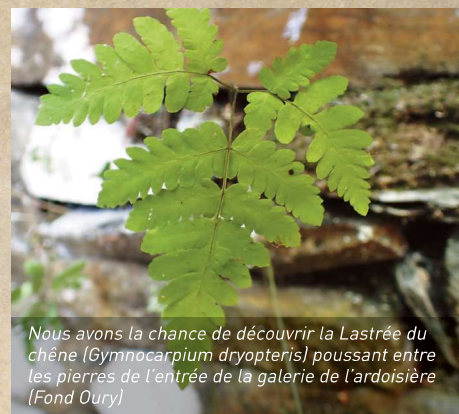 Nous avons la chance de découvrir la Lastrée du
chêne (Gymnocarpium dryopteris) poussant entre
les pierres de l'entrée de la galerie de l'ardoisière
(Fond Oury)